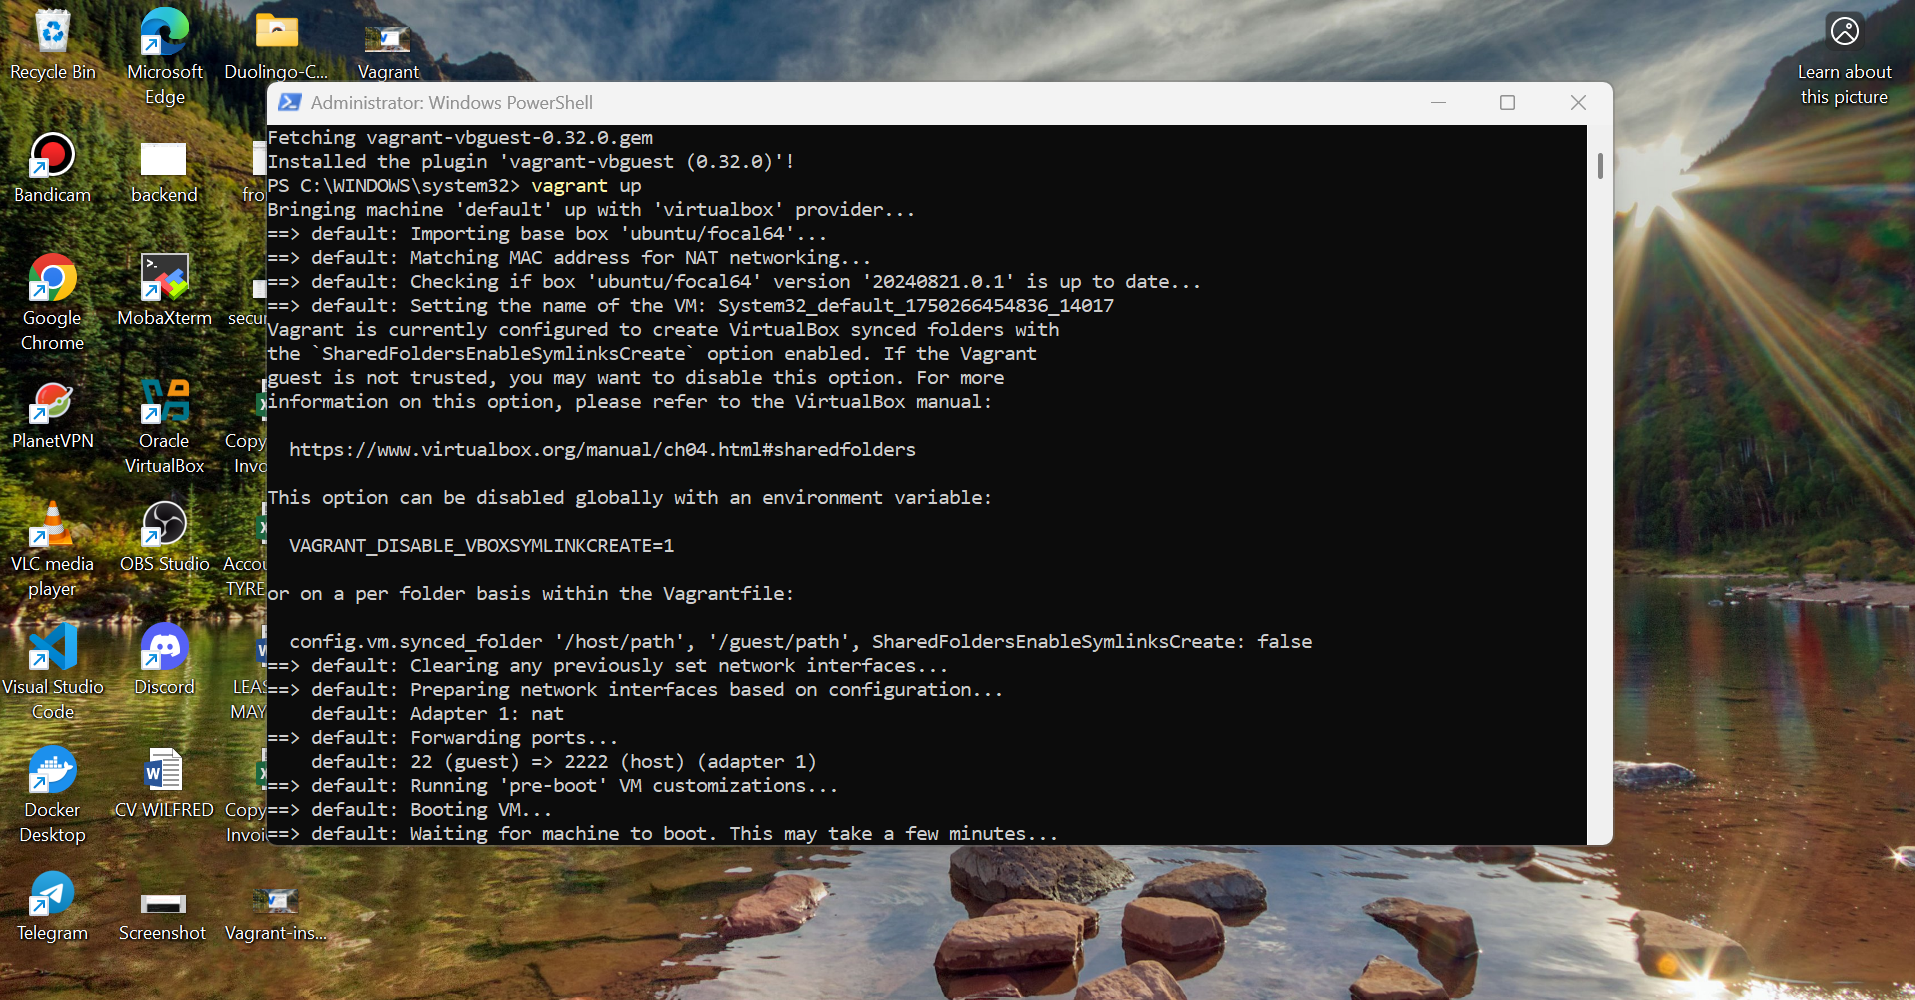 Recycle Bin
Microsoft
Edge
Duolingo-C...
Vagrant
Learn about
this picture
Bandicam
backend
fro
Google
Chrome
MobaXterm
secur
PlanetVPN
Oracle
VirtualBox
Copy
Invo
VLC media
player
OBS Studio
Accou
TYRE
Visual Studio
Code
Discord
LEAS
MAY
Docker
Desktop
CV WILFRED
Copy
Invoi
Telegram
Screenshot
Vagrant-ins...
Administrator: Windows PowerShell
Fetching vagrant-vbguest-0.32.0.gem
Installed the plugin 'vagrant-vbguest (0.32.0)'!
PS C:\WINDOWS\system32> vagrant up
Bringing machine 'default' up with 'virtualbox' provider...
==> default: Importing base box 'ubuntu/focal64'...
==> default: Matching MAC address for NAT networking...
==> default: Checking if box 'ubuntu/focal64' version '20240821.0.1' is up to date...
==> default: Setting the name of the VM: System32_default_1750266454836_14017
Vagrant is currently configured to create VirtualBox synced folders with
the `SharedFoldersEnableSymlinksCreate` option enabled. If the Vagrant
guest is not trusted, you may want to disable this option. For more
information on this option, please refer to the VirtualBox manual:
https://www.virtualbox.org/manual/ch04.html#sharedfolders
This option can be disabled globally with an environment variable:
VAGRANT_DISABLE_VBOXSYMLINKCREATE=1
or on a per folder basis within the Vagrantfile:
config.vm.synced_folder '/host/path', '/guest/path', SharedFoldersEnableSymlinksCreate: false
==> default: Clearing any previously set network interfaces...
==> default: Preparing network interfaces based on configuration...
default: Adapter 1: nat
==> default: Forwarding ports...
default: 22 (guest) => 2222 (host) (adapter 1)
==> default: Running 'pre-boot' VM customizations...
==> default: Booting VM...
==> default: Waiting for machine to boot. This may take a few minutes...